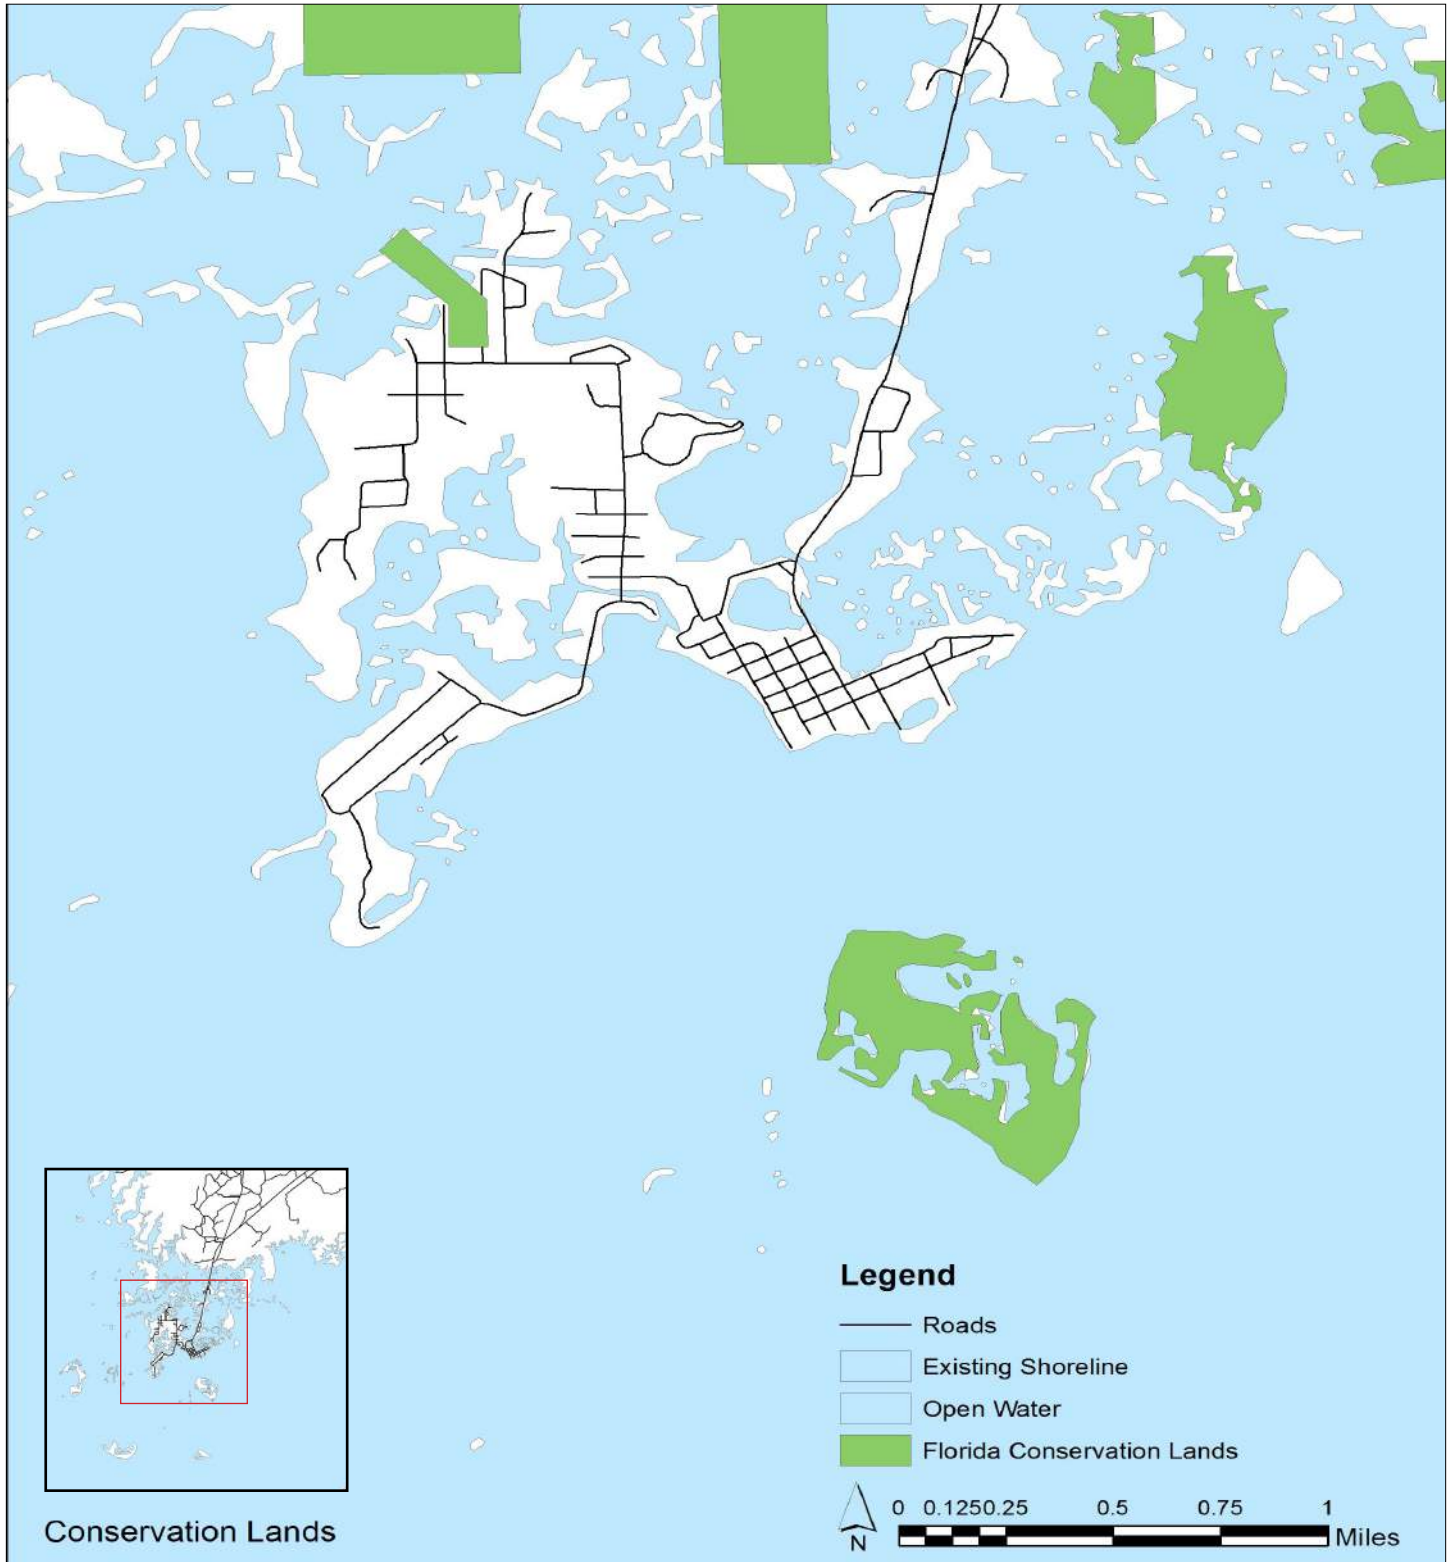 Legend
Roads
Existing Shoreline
Open Water
Florida Conservation Lands
0 0.1250.25 0.5 0.75 1
Miles
N
Conservation Lands